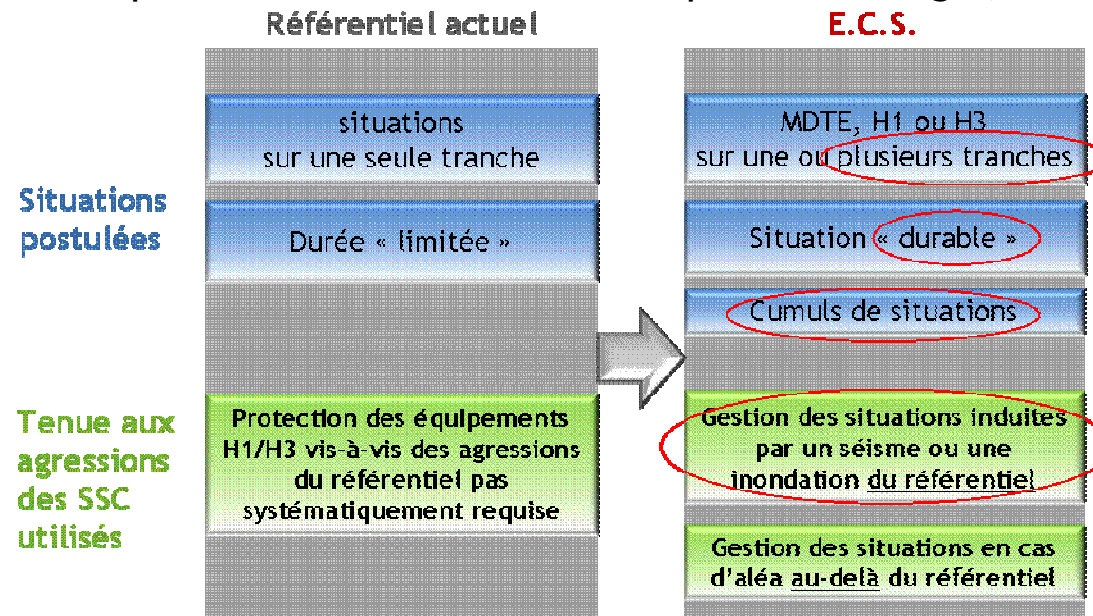 Référentiel actuel
E.C.S.
Situations
postulées
situations
sur une seule tranche
MDTE, H1 ou H3
sur une ou plusieurs tranches
Durée « limitée »
Situation « durable »
Cumuls de situations
Tenue aux
agressions
des SSC
utilisés
Protection des équipements
H1/H3 vis-à-vis des agressions
du référentiel pas
systématiquement requise
Gestion des situations induites
par un séisme ou une
inondation du référentiel
Gestion des situations en cas
d'aléa au-delà du référentiel